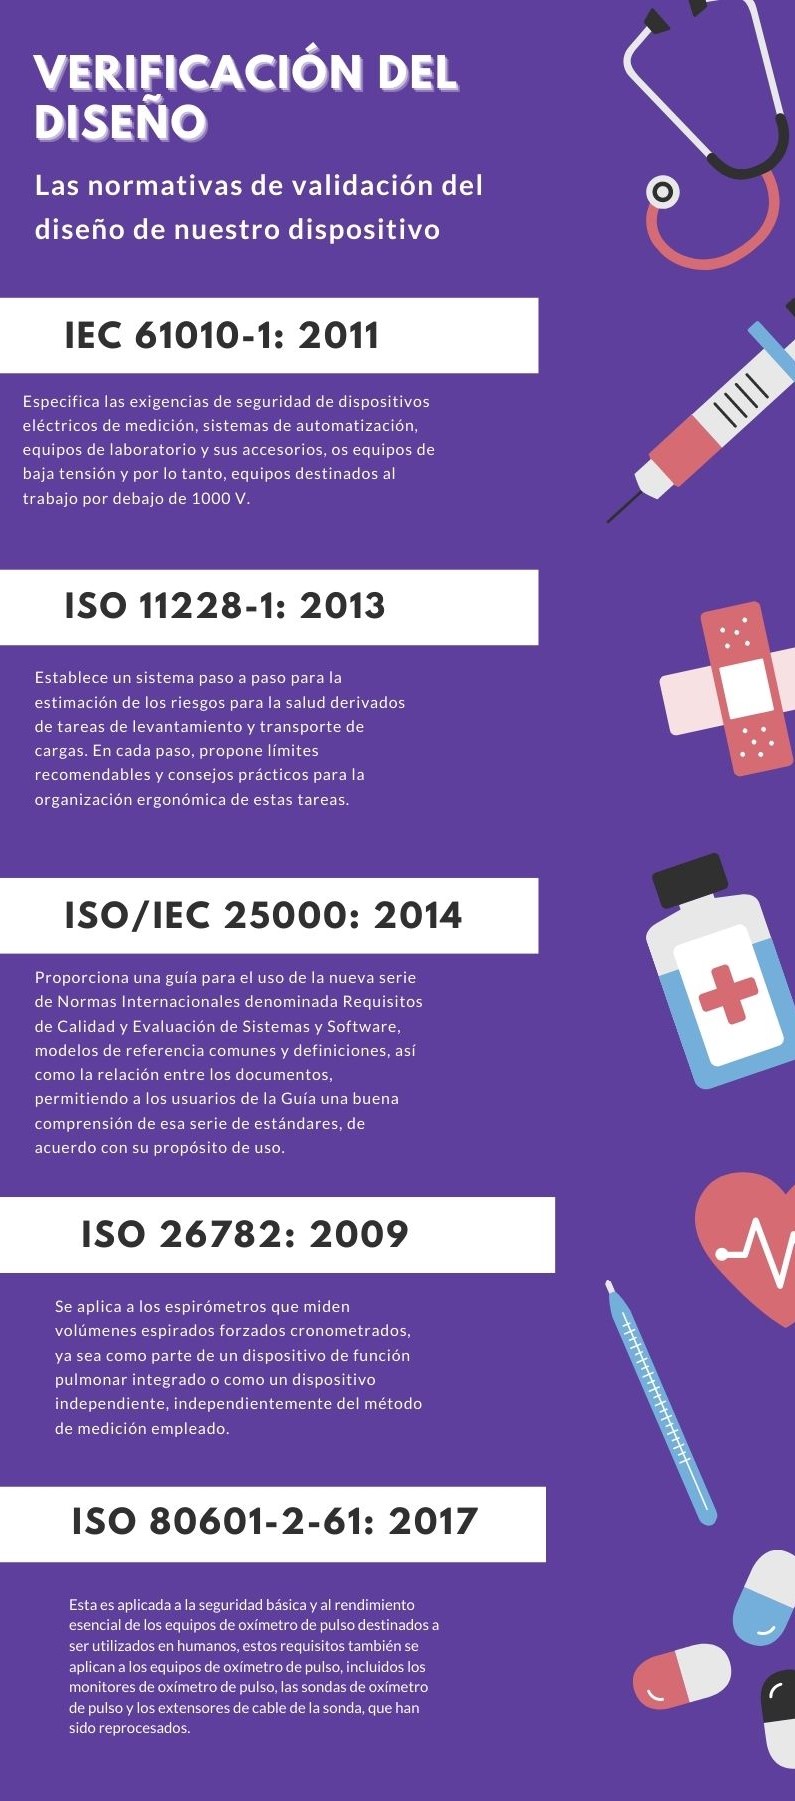 VERIFICACIÓN DEL
DISEÑO
Las normativas de validación del
diseño de nuestro dispositivo
IEC 61010-1: 2011
Especifica las exigencias de seguridad de dispositivos
eléctricos de medición, sistemas de automatización,
equipos de laboratorio y sus accesorios, os equipos de
baja tensión y por lo tanto, equipos destinados al
trabajo por debajo de 1000 V.
ISO 11228-1: 2013
Establece un sistema paso a paso para la
estimación de los riesgos para la salud derivados
de tareas de levantamiento y transporte de
cargas. En cada paso, propone límites
recomendables y consejos prácticos para la
organización ergonómica de estas tareas.
ISO/IEC 25000: 2014
Proporciona una guía para el uso de la nueva serie
de Normas Internacionales denominada Requisitos
de Calidad y Evaluación de Sistemas y Software,
modelos de referencia comunes y definiciones, así
como la relación entre los documentos,
permitiendo a los usuarios de la Guía una buena
comprensión de esa serie de estándares, de
acuerdo con su propósito de uso.
ISO 26782: 2009
Se aplica a los espirómetros que miden
volúmenes espirados forzados cronometrados,
ya sea como parte de un dispositivo de función
pulmonar integrado o como un dispositivo
independiente, independientemente del método
de medición empleado.
ISO 80601-2-61: 2017
Esta es aplicada a la seguridad básica y al rendimiento
esencial de los equipos de oxímetro de pulso destinados a
ser utilizados en humanos, estos requisitos también se
aplican a los equipos de oxímetro de pulso, incluidos los
monitores de oxímetro de pulso, las sondas de oxímetro
de pulso y los extensores de cable de la sonda, que han
sido reprocesados.